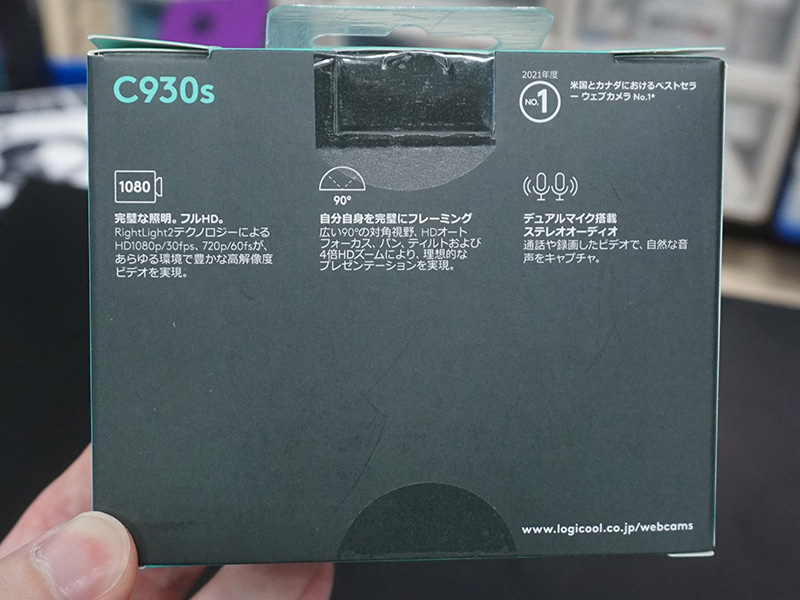 C930s
2021年度
NO.1
米国とカナダにおけるベストセラ
ー ウェブカメラ No.1*
1080
完璧な照明。フルHD。
RightLight2テクノロジーによる
HD1080p/30fps、720p/60fsが、
あらゆる環境で豊かな高解像度
ビデオを実現。
90°
自分自身を完璧にフレーミング
広い90°の対角視野、HDオート
フォーカス、パン、ティルトおよび
4倍HDズームにより、理想的な
プレゼンテーションを実現。
デュアルマイク搭載
ステレオオーディオ
通話や録画したビデオで、自然な音
声をキャプチャ。
www.logicool.co.jp/webcams